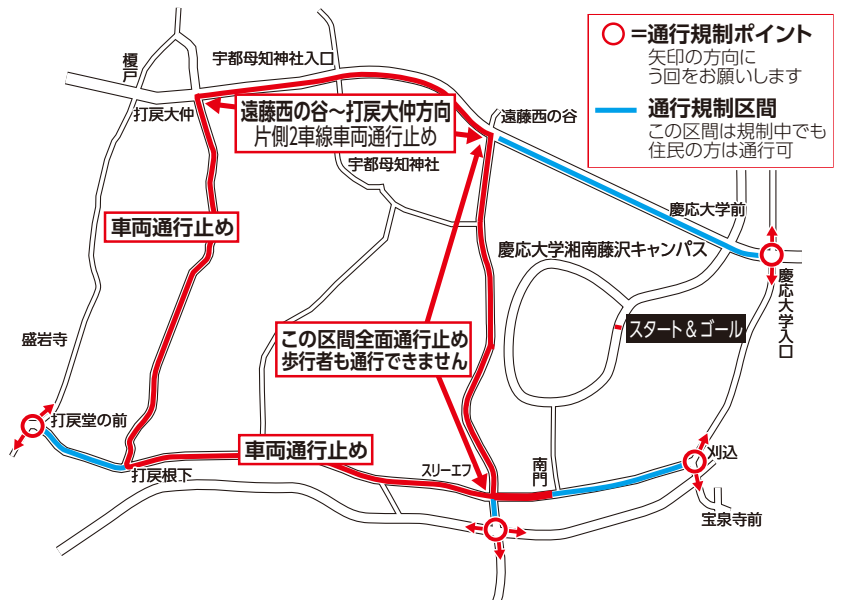 =通行規制ポイント
矢印の方向に
う回をお願いします
通行規制区間
この区間は規制中でも
住民の方は通行可
榎戸
宇都母知神社入口
打戻大仲
遠藤西の谷～打戻大仲方向
片側2車線車両通行止め
遠藤西の谷
宇都母知神社
慶応大学前
車両通行止め
慶応大学湘南藤沢キャンパス
慶応大学入口
スタート＆ゴール
この区間全面通行止め
歩行者も通行できません
盛岩寺
打戻堂の前
車両通行止め
打戻根下
スリーエフ
南門
刈込
宝泉寺前